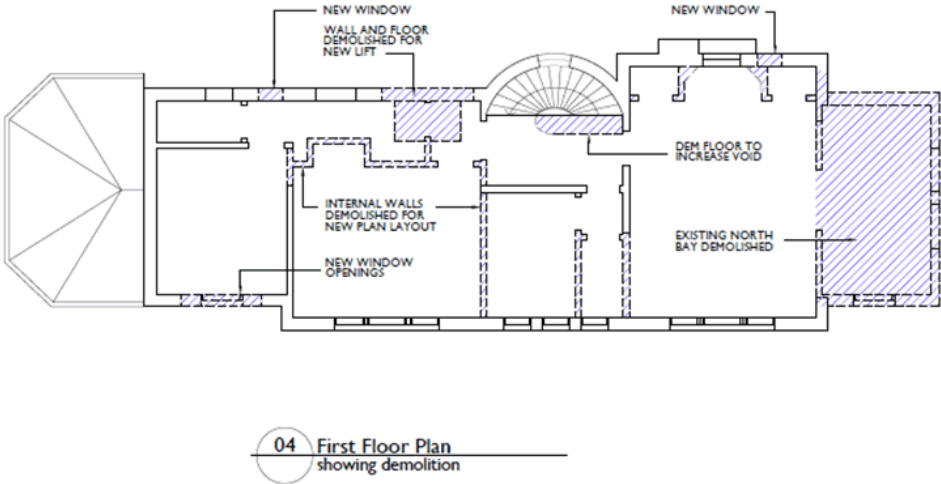 NEW WINDOW
WALL AND FLOOR
DEMOLISHED FOR
NEW LIFT
NEW WINDOW
DEM FLOOR TO
INCREASE VOID
INTERNAL WALLS
DEMOLISHED FOR
NEW PLAN LAYOUT
EXISTING NORTH
BAY DEMOLISHED
NEW WINDOW
OPENINGS
04 First Floor Plan
showing demolition